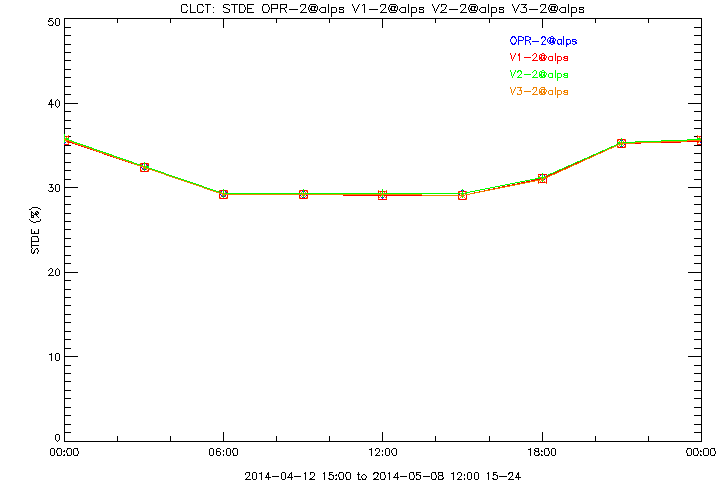 CLCT: STDE OPR-2@alps V1-2@alps V2-2@alps V3-2@alps
50
OPR-2@alps
V1-2@alps
V2-2@alps
V3-2@alps
40
30
STDE (%)
20
10
0
00:00 06:00 12:00 18:00 00:00
2014-04-12 15:00 to 2014-05-08 12:00 15-24